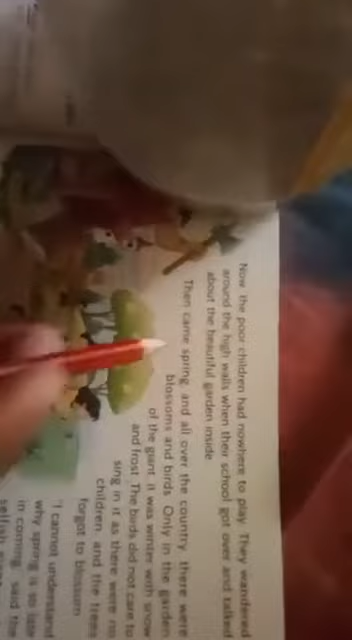 Now the poor children had nowhere to play. They wandered
around the high walls when their school got over and talked
about the beautiful garden inside.
Then came spring, and all over the country there were
blossoms and birds. Only in the garden
of the giant it was winter with snow
and frost. The birds did not care to
sing in it as there were no
children and the trees
forgot to blossom.
"I cannot understand
why spring is so late
in coming," said the
selfish